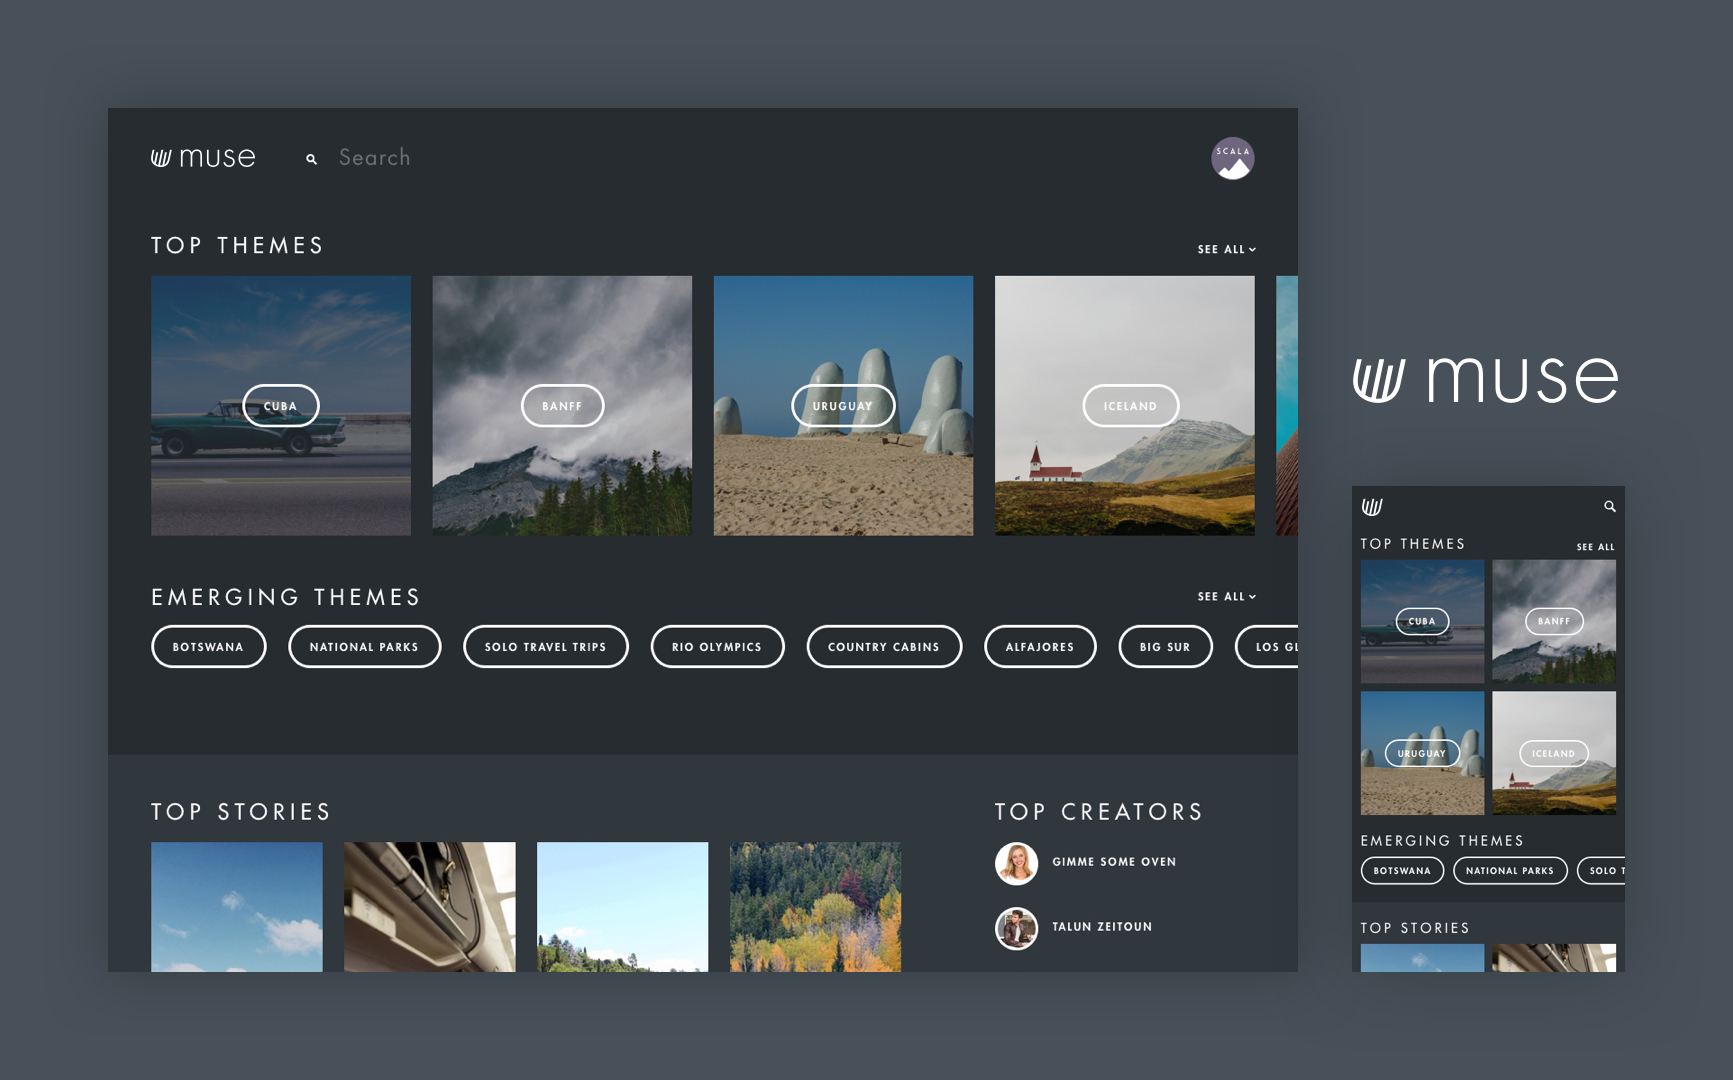 muse
Search
SCALA
TOP THEMES
SEE ALL
CUBA
BANFF
URUGUAY
ICELAND
EMERGING THEMES
SEE ALL
BOTSWANA
NATIONAL PARKS
SOLO TRAVEL TRIPS
RIO OLYMPICS
COUNTRY CABINS
ALFAJORES
BIG SUR
LOS GL
TOP STORIES
TOP CREATORS
GIMME SOME OVEN
TALUN ZEITOUN
muse
TOP THEMES
SEE ALL
CUBA
BANFF
URUGUAY
ICELAND
EMERGING THEMES
BOTSWANA
NATIONAL PARKS
SOLO T
TOP STORIES